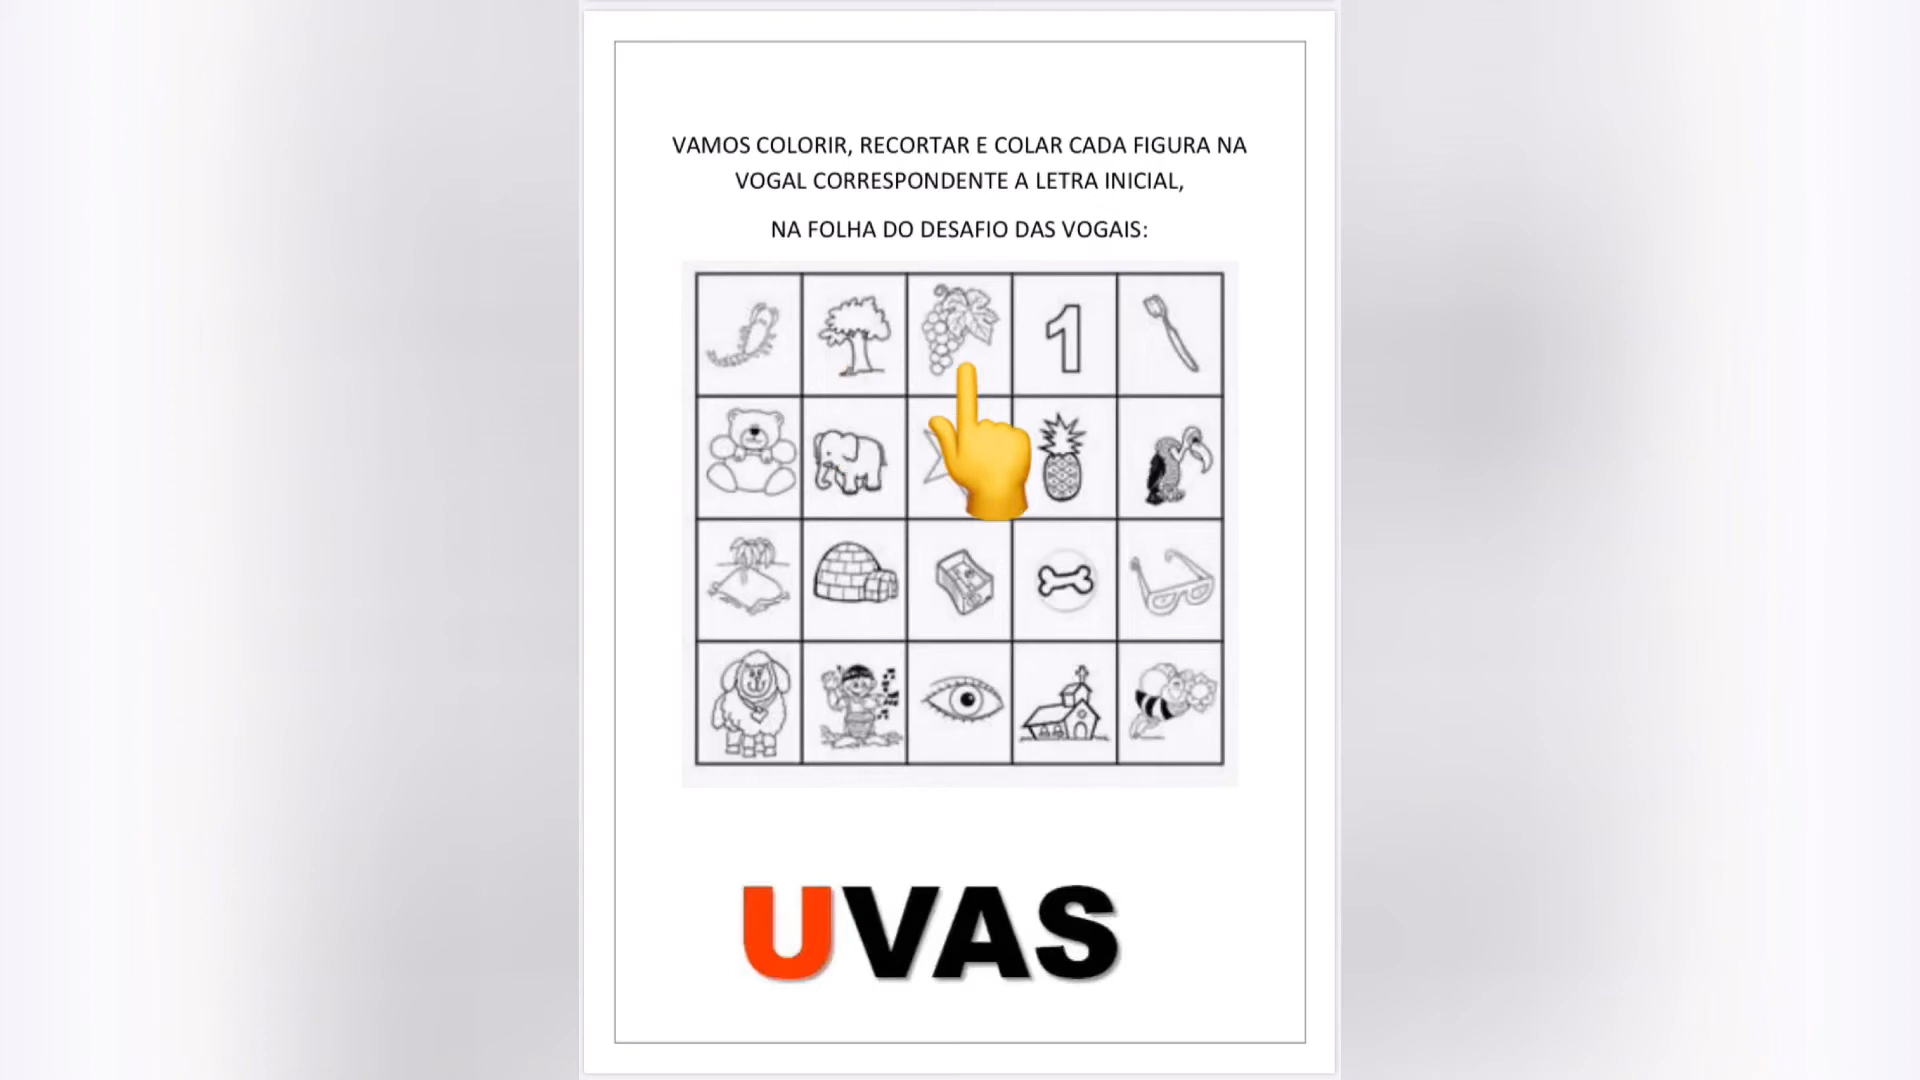 VAMOS COLORIR, RECORTAR E COLAR CADA FIGURA NA
VOGAL CORRESPONDENTE A LETRA INICIAL,
NA FOLHA DO DESAFIO DAS VOGAIS:
1
UVAS